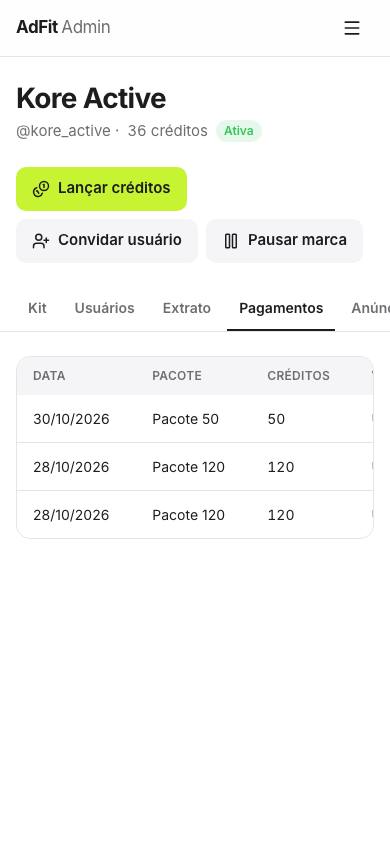 AdFit Admin
Kore Active
@kore_active · 36 créditos Ativa
Lançar créditos
Convidar usuário Pausar marca
Kit Usuários Extrato Pagamentos
DATA PACOTE CRÉDITOS
30/10/2026 Pacote 50 50
28/10/2026 Pacote 120 120
28/10/2026 Pacote 120 120